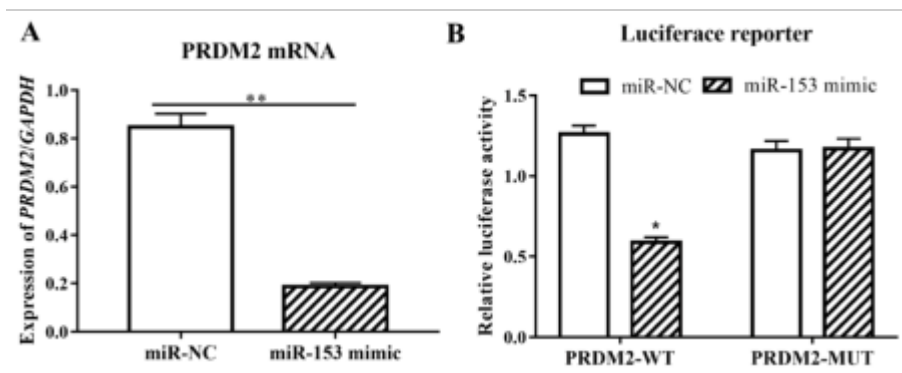 A
PRDM2 mRNA
Expression of PRDM2/GAPDH
1.0
0.8
0.6
0.4
0.2
0.0
**
miR-NC
miR-153 mimic
B
Luciferace reporter
miR-NC
miR-153 mimic
Relative luciferase activity
1.5
1.0
0.5
0.0
*
PRDM2-WT
PRDM2-MUT